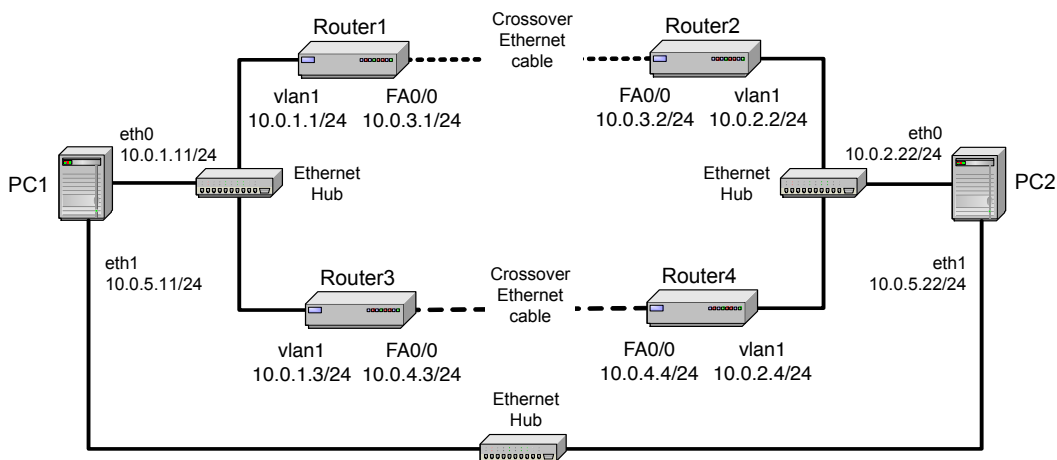 Router1
Crossover
Ethernet
cable
Router2
vlan1
10.0.1.1/24
FA0/0
10.0.3.1/24
FA0/0
10.0.3.2/24
vlan1
10.0.2.2/24
eth0
10.0.1.11/24
PC1
Ethernet
Hub
Ethernet
Hub
eth0
10.0.2.22/24
PC2
eth1
10.0.5.11/24
Router3
Crossover
Ethernet
cable
Router4
eth1
10.0.5.22/24
vlan1
10.0.1.3/24
FA0/0
10.0.4.3/24
FA0/0
10.0.4.4/24
vlan1
10.0.2.4/24
Ethernet
Hub